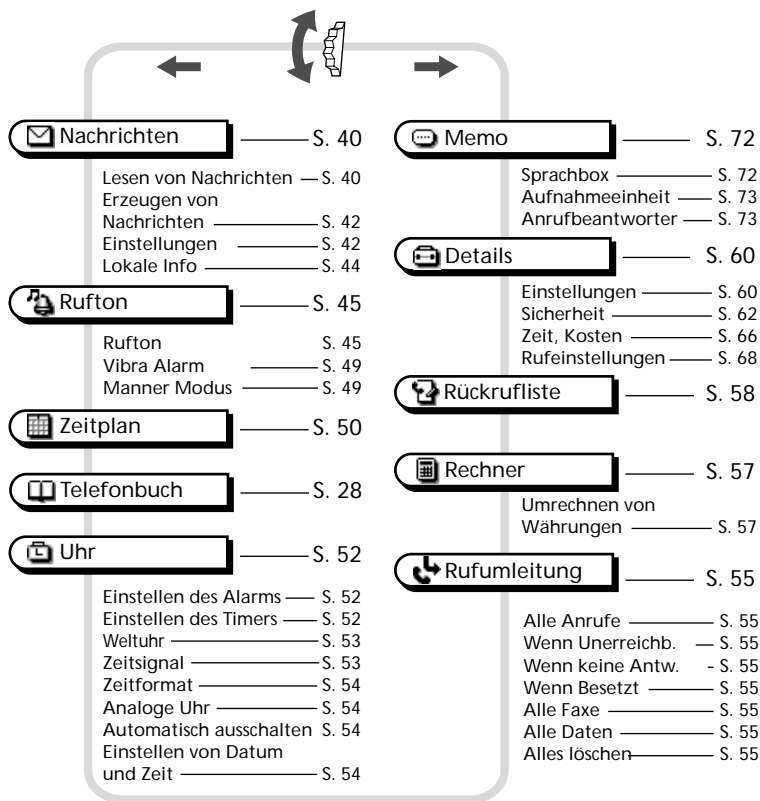 Nachrichten S. 40
Lesen von Nachrichten S. 40
Erzeugen von
Nachrichten S. 42
Einstellungen S. 42
Lokale Info S. 44
Rufton S. 45
Rufton S. 45
Vibra Alarm S. 49
Manner Modus S. 49
Zeitplan S. 50
Telefonbuch S. 28
Uhr S. 52
Einstellen des Alarms S. 52
Einstellen des Timers S. 52
Weltuhr S. 53
Zeitsignal S. 53
Zeitformat S. 54
Analoge Uhr S. 54
Automatisch ausschalten S. 54
Einstellen von Datum
und Zeit S. 54
Memo S. 72
Sprachbox S. 72
Aufnahmeeinheit S. 73
Anrufbeantworter S. 73
Details S. 60
Einstellungen S. 60
Sicherheit S. 62
Zeit, Kosten S. 66
Rufeinstellungen S. 68
Rückrufliste S. 58
Rechner S. 57
Umrechnen von
Währungen S. 57
Rufumleitung S. 55
Alle Anrufe S. 55
Wenn Unerreichb. S. 55
Wenn keine Antw. S. 55
Wenn Besetzt S. 55
Alle Faxe S. 55
Alle Daten S. 55
Alles löschen S. 55